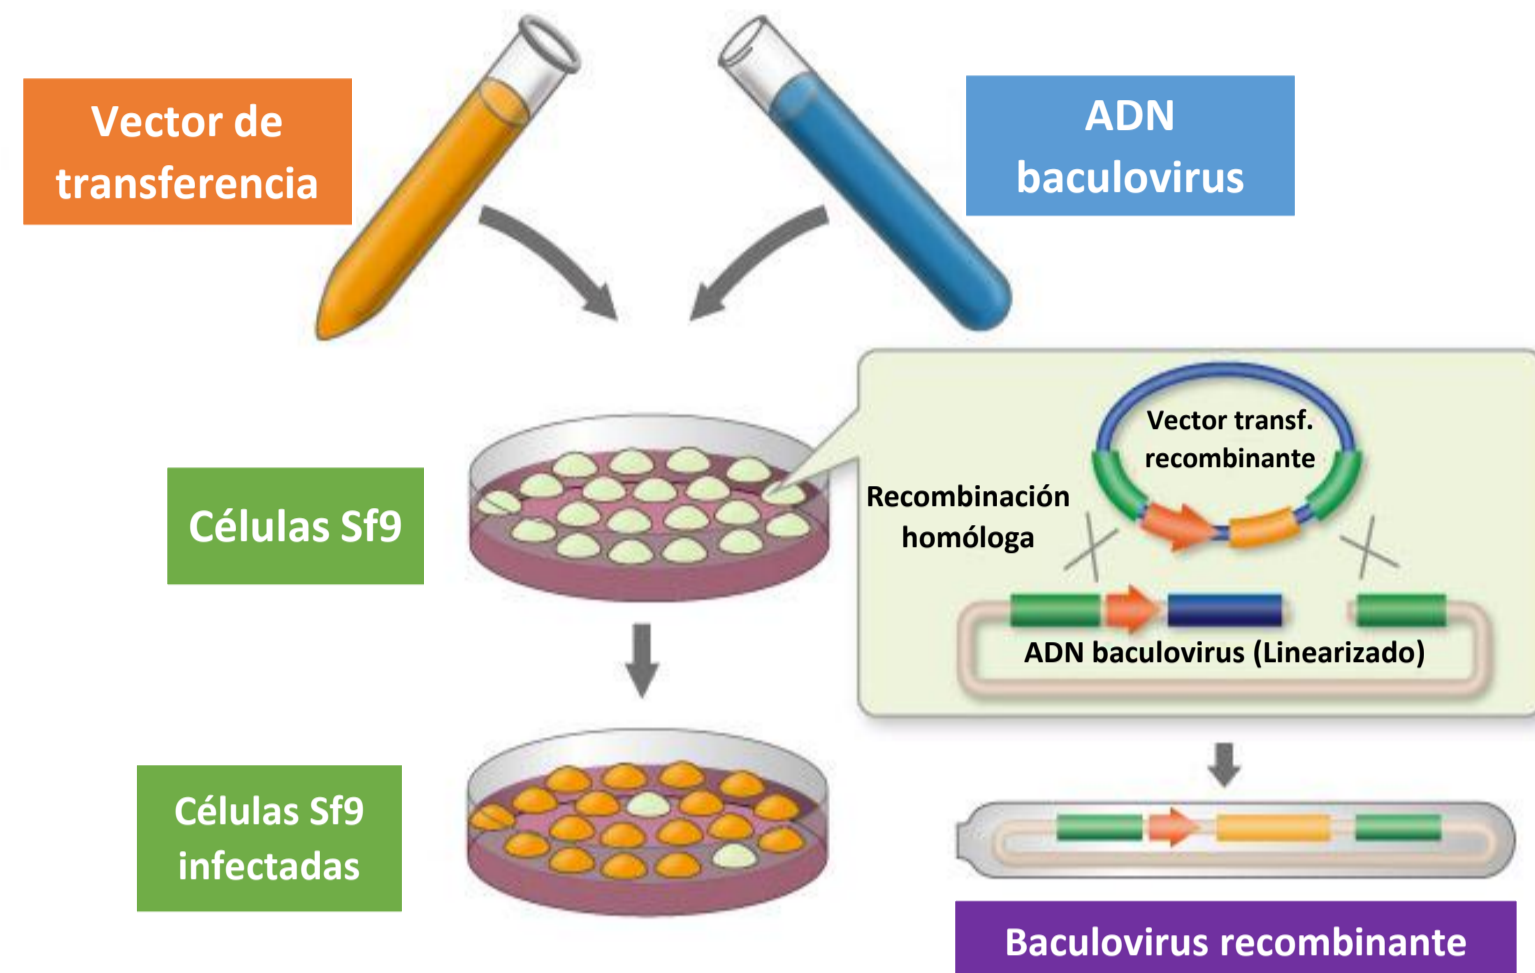 Vector de
transferencia
ADN
baculovirus
Vector transf.
recombinante
Recombinación
homóloga
Células Sf9
ADN baculovirus (Linearizado)
Células Sf9
infectadas
Baculovirus recombinante